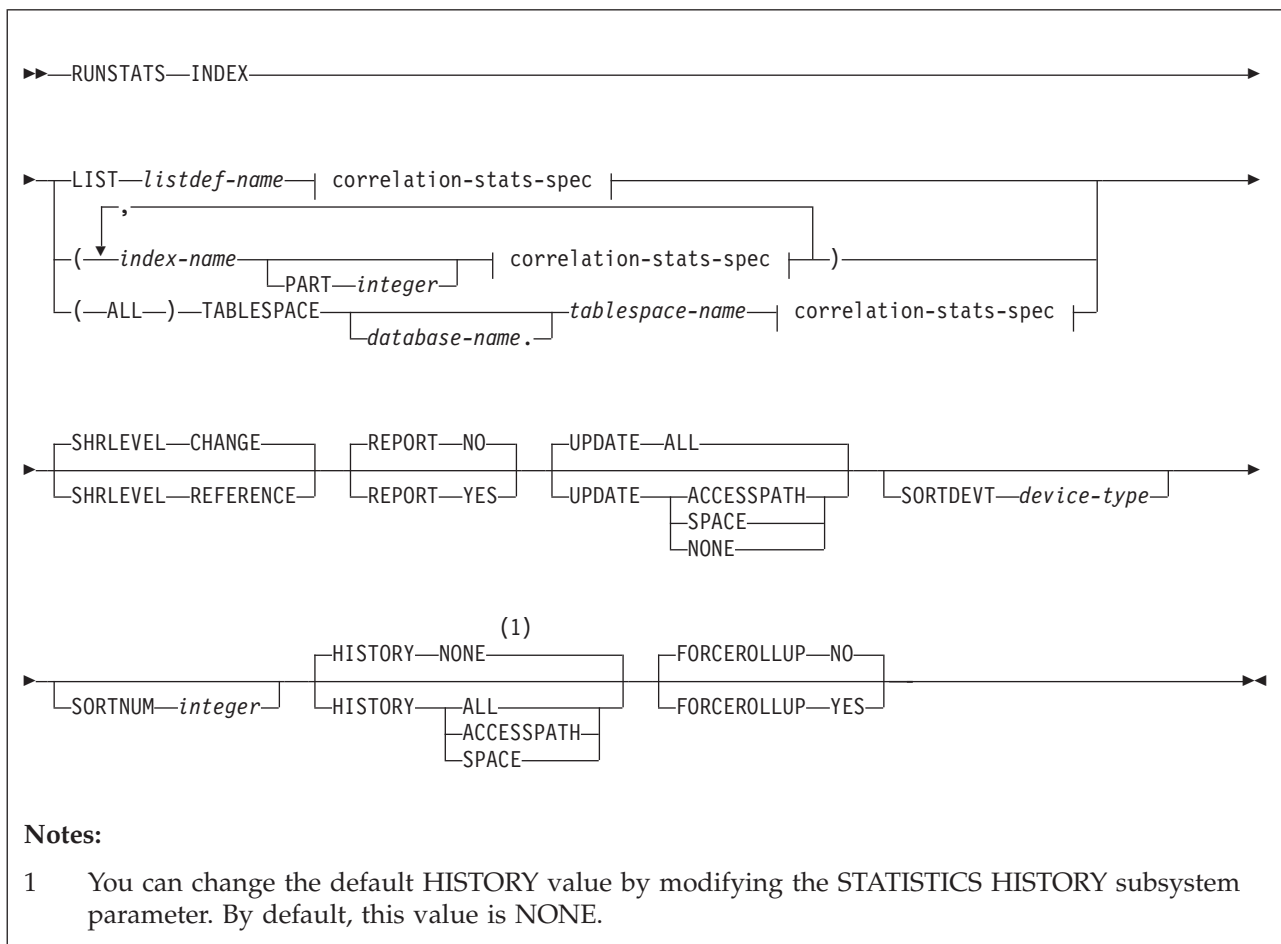 RUNSTATS INDEX
LIST listdef-name correlation-stats-spec
,
( index-name correlation-stats-spec )
PART integer
( ALL ) TABLESPACE tablespace-name correlation-stats-spec
database-name.
SHRLEVEL CHANGE REPORT NO UPDATE ALL
SHRLEVEL REFERENCE REPORT YES UPDATE ACCESSPATH SORTDEVT device-type
SPACE
NONE
(1)
HISTORY NONE FORCEROLLUP NO
SORTNUM integer HISTORY ALL FORCEROLLUP YES
ACCESSPATH
SPACE
Notes:
1 You can change the default HISTORY value by modifying the STATISTICS HISTORY subsystem
parameter. By default, this value is NONE.